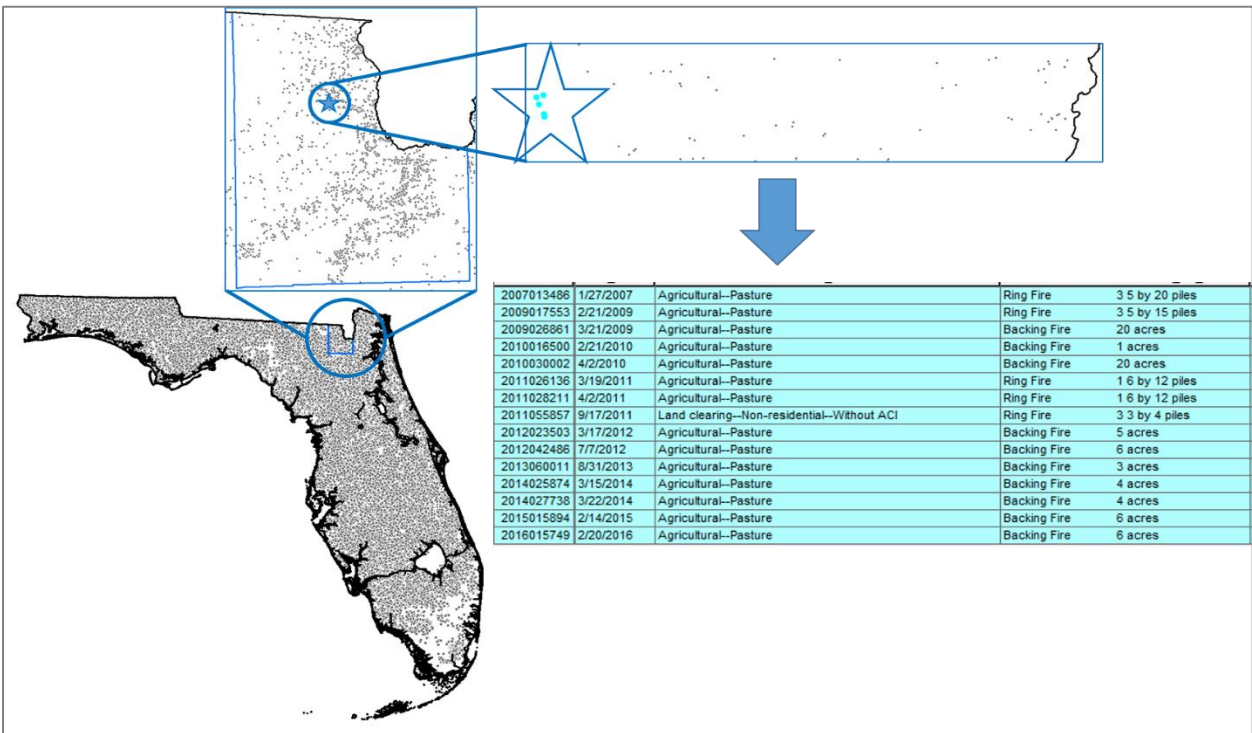 2007013486 1/27/2007 Agricultural--Pasture Ring Fire 3 5 by 20 piles
2009017553 2/21/2009 Agricultural--Pasture Ring Fire 3 5 by 15 piles
2009026861 3/21/2009 Agricultural--Pasture Backing Fire 20 acres
2010016500 2/21/2010 Agricultural--Pasture Backing Fire 1 acres
2010030002 4/2/2010 Agricultural--Pasture Backing Fire 20 acres
2011026136 3/19/2011 Agricultural--Pasture Ring Fire 1 6 by 12 piles
2011028211 4/2/2011 Agricultural--Pasture Ring Fire 1 6 by 12 piles
2011055857 9/17/2011 Land clearing--Non-residential--Without ACI Ring Fire 3 3 by 4 piles
2012023503 3/17/2012 Agricultural--Pasture Backing Fire 5 acres
2012042486 7/7/2012 Agricultural--Pasture Backing Fire 6 acres
2013060011 8/31/2013 Agricultural--Pasture Backing Fire 3 acres
2014025874 3/15/2014 Agricultural--Pasture Backing Fire 4 acres
2014027738 3/22/2014 Agricultural--Pasture Backing Fire 4 acres
2015015894 2/14/2015 Agricultural--Pasture Backing Fire 6 acres
2016015749 2/20/2016 Agricultural--Pasture Backing Fire 6 acres